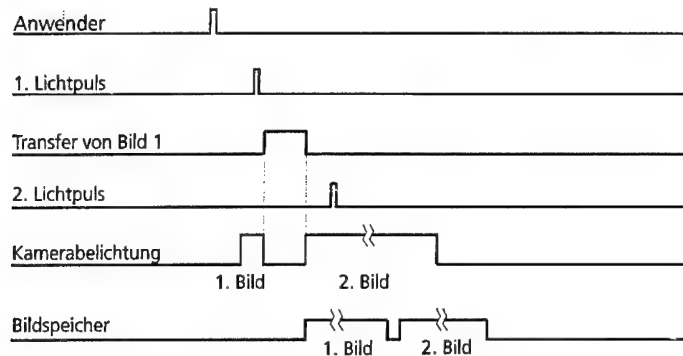 Anwender
1. Lichtpuls
Transfer von Bild 1
2. Lichtpuls
Kamerabelichtung
1. Bild
2. Bild
Bildspeicher
1. Bild
2. Bild